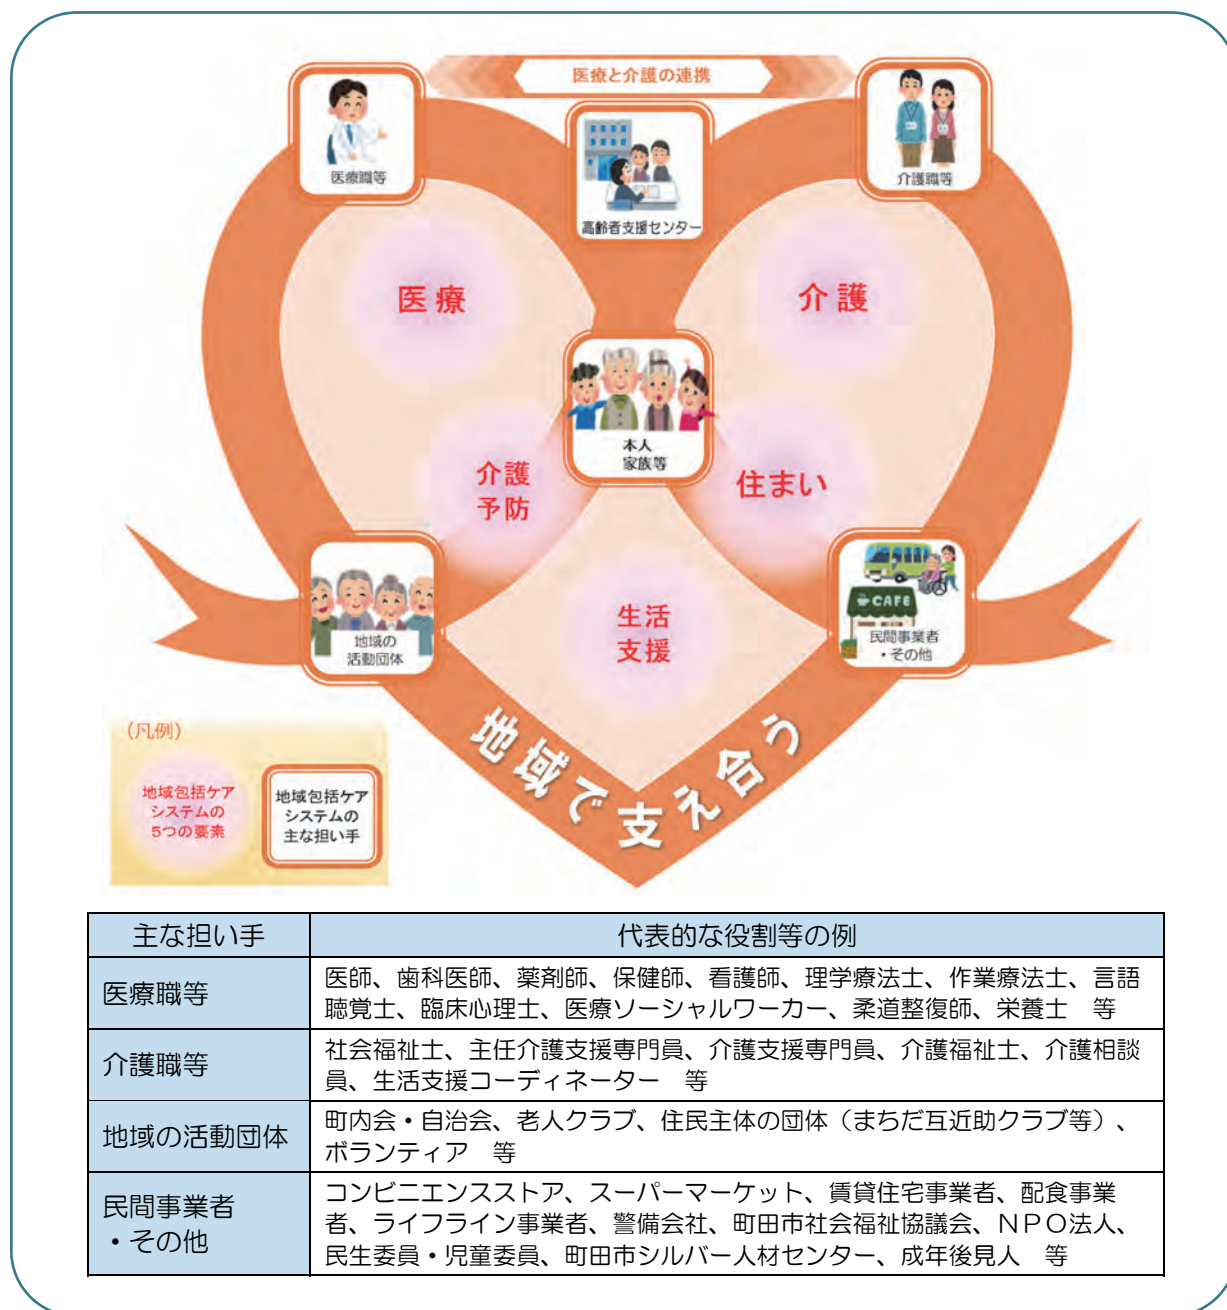 医療と介護の連携
医療職等
高齢者支援センター
介護職等
医療
介護
本人
家族等
介護
予防
住まい
地域の
活動団体
生活
支援
CAFE
民間事業者
・その他
地域で支え合う
(凡例)
地域包括ケア
システムの
5つの要素
地域包括ケア
システムの
主な担い手
主な担い手
代表的な役割等の例
医療職等
医師、歯科医師、薬剤師、保健師、看護師、理学療法士、作業療法士、言語
聴覚士、臨床心理士、医療ソーシャルワーカー、柔道整復師、栄養士　等
介護職等
社会福祉士、主任介護支援専門員、介護支援専門員、介護福祉士、介護相談
員、生活支援コーディネーター　等
地域の活動団体
町内会・自治会、老人クラブ、住民主体の団体（まちだ互近助クラブ等）、
ボランティア　等
民間事業者
・その他
コンビニエンスストア、スーパーマーケット、賃貸住宅事業者、配食事業
者、ライフライン事業者、警備会社、町田市社会福祉協議会、ＮＰＯ法人、
民生委員・児童委員、町田市シルバー人材センター、成年後見人　等